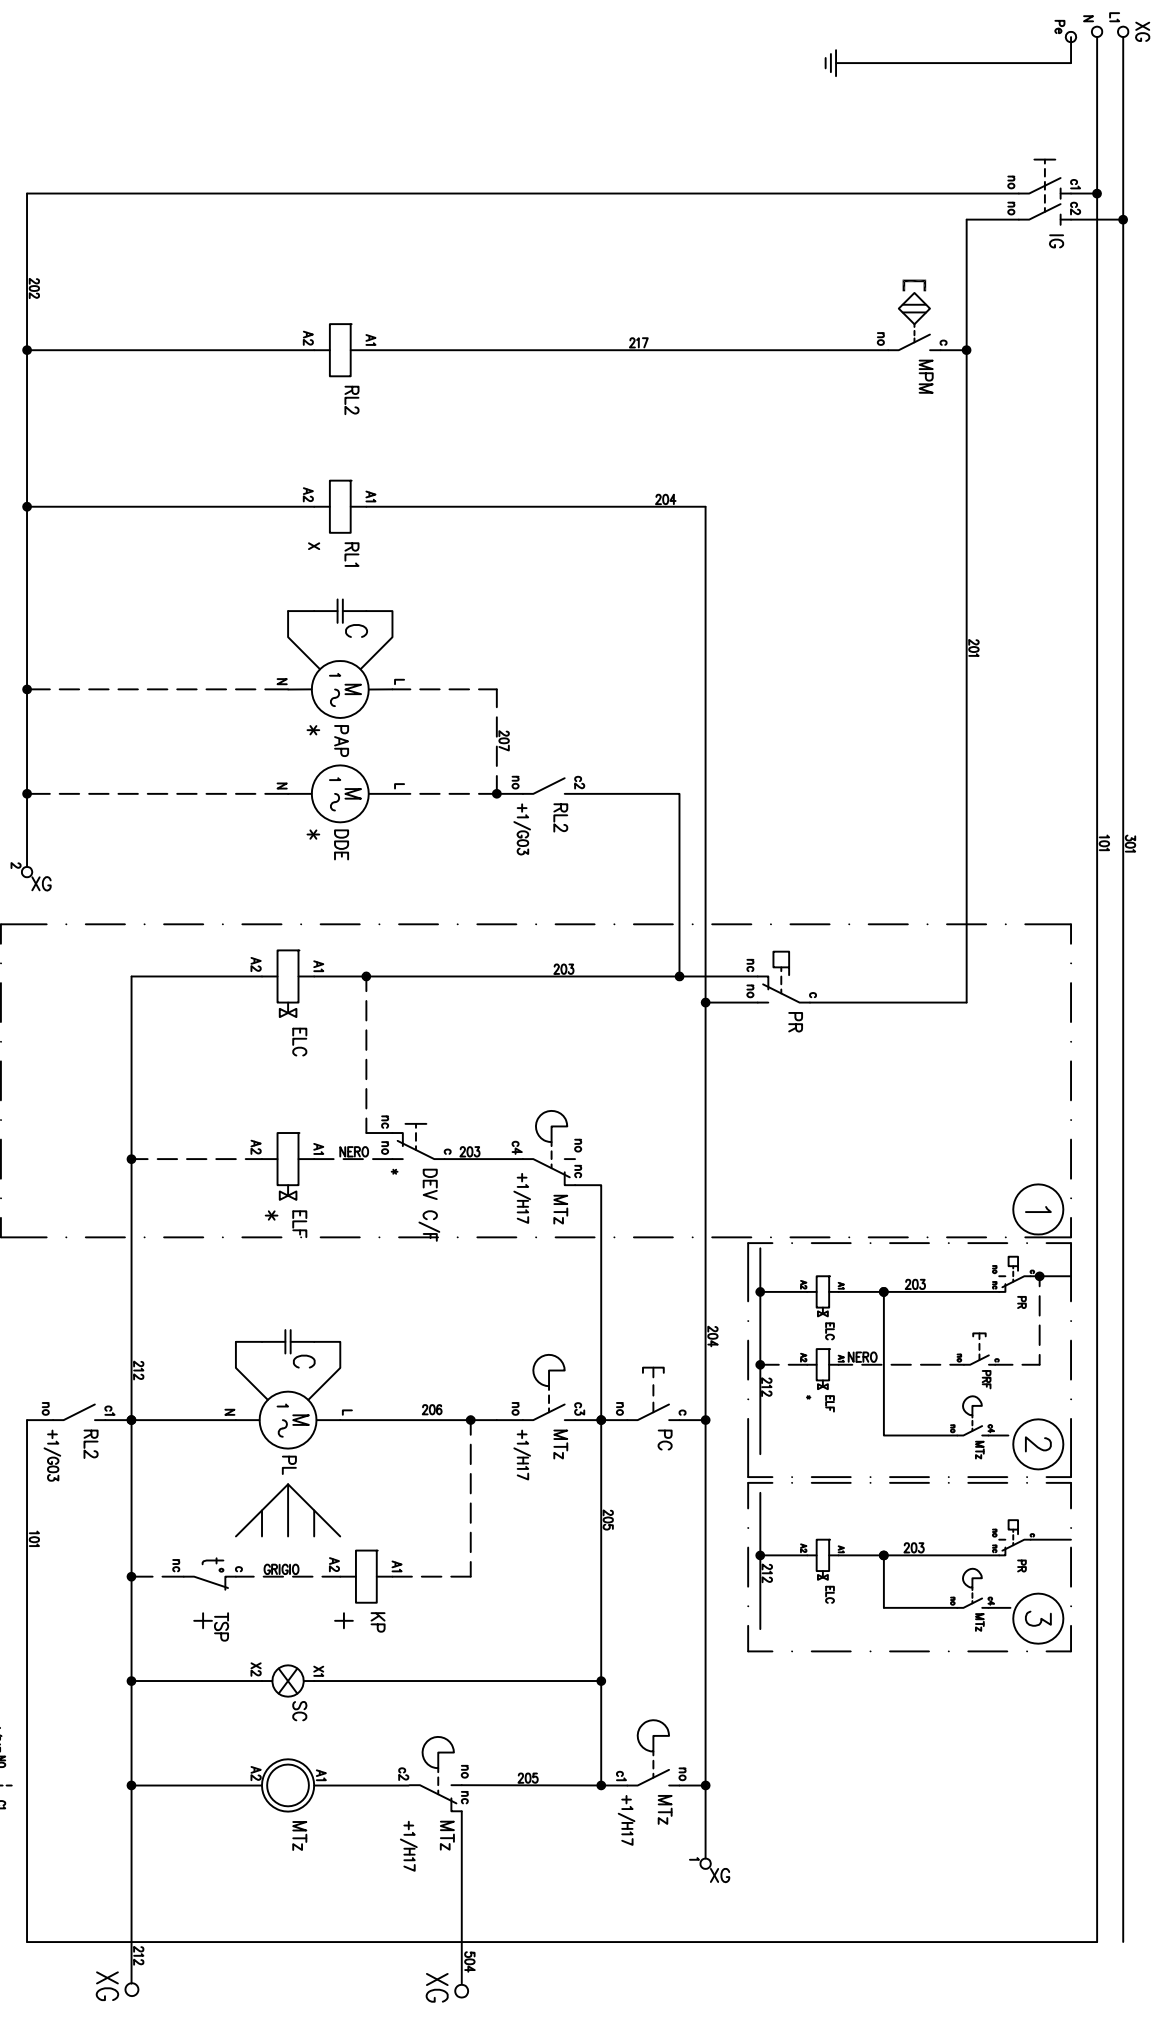 XG
L1
N
Pe
c1
no
c2
no
IG
202
A2
A1
RL2
217
no
c
MPM
A2
A1
RL1
X
204
201
C
N
L
M
1
PAP
*
207
N
L
M
1
DDE
*
no
c2
RL2
+1/G03
2
XG
101
301
A2
A1
ELC
203
nc
no
c
PR
A2
A1
ELF
*
NERO
nc
no
c
*
DEV C/F
203
c4
no
nc
MTz
+1/H17
1
212
204
no
c
nc
PR
203
A2
A1
ELC
212
A2
A1
ELF
*
NERO
no
c
PRF
no
c4
MTz
2
no
c
nc
PR
203
A2
A1
ELC
212
no
c4
MTz
3
C
N
L
M
1
PL
206
no
c3
MTz
+1/H17
no
c
PC
no
c1
RL2
+1/G03
101
205
nc
c
TSP
GRIGIO
A2
A1
KP
X2
X1
SC
A2
A1
MTz
c2
no
nc
MTz
+1/H17
205
c1
no
MTz
+1/H17
1
XG
212
XG
504
XG